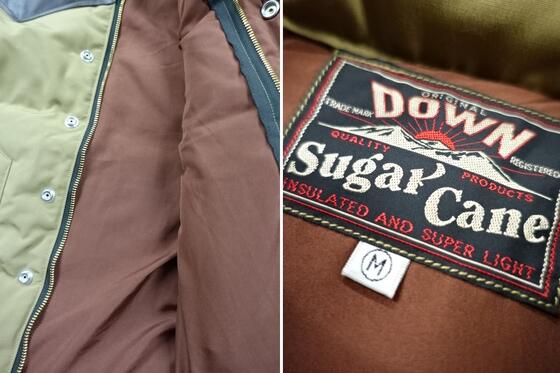 ORIGINAL
TRADE MARK DOWN REGISTERED
QUALITY PRODUCTS
Sugar Cane
INSULATED AND SUPER LIGHT
M